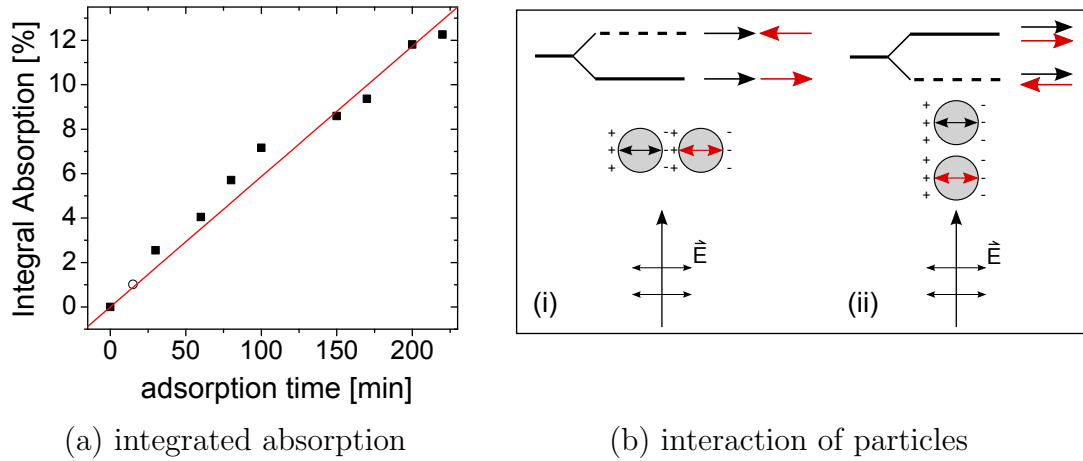 Integral Absorption [%]
12
10
8
6
4
2
0
0 50 100 150 200
adsorption time [min]
(a) integrated absorption
+ - + -
+ - + -
+ - + -
E
(i)
+ -
+ -
+ -
+ -
+ -
+ -
E
(ii)
(b) interaction of particles